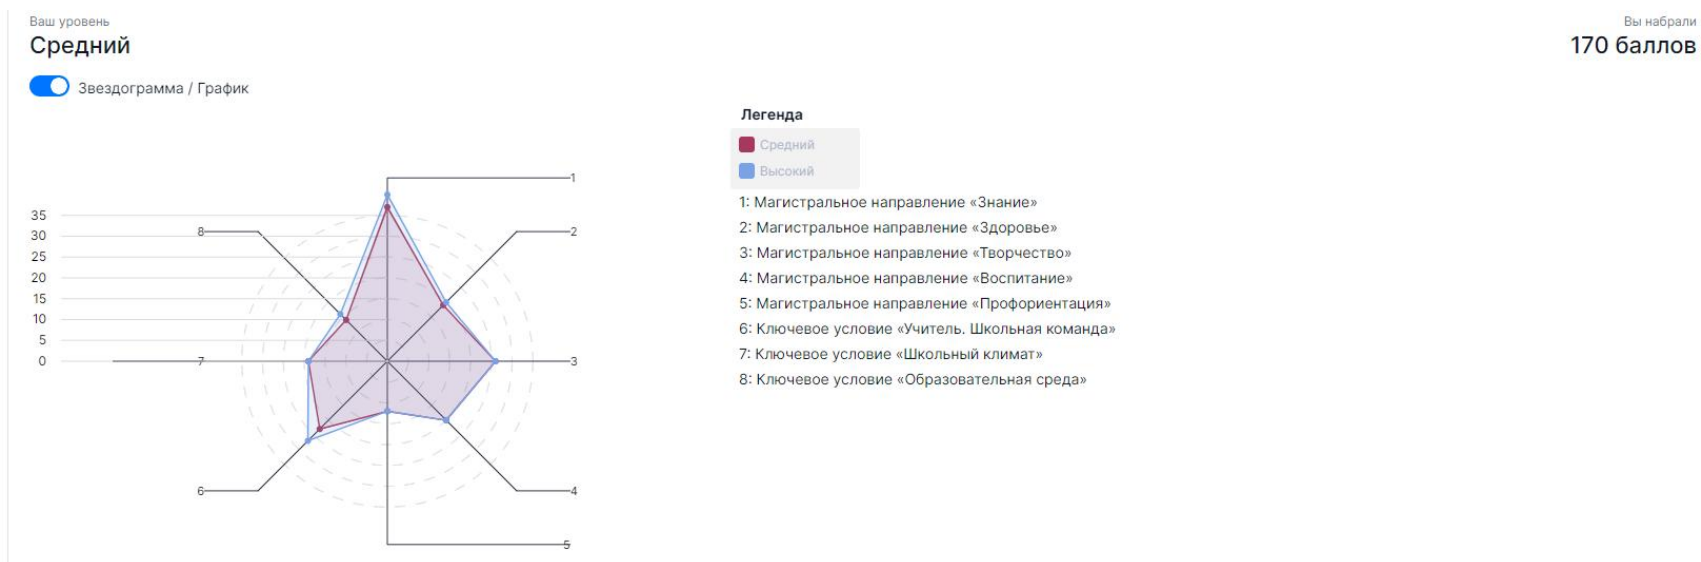 Ваш уровень
Средний
Вы набрали
170 баллов
Звездограмма / График
Легенда
Средний
Высокий
1: Магистральное направление «Знание»
2: Магистральное направление «Здоровье»
3: Магистральное направление «Творчество»
4: Магистральное направление «Воспитание»
5: Магистральное направление «Профориентация»
6: Ключевое условие «Учитель. Школьная команда»
7: Ключевое условие «Школьный климат»
8: Ключевое условие «Образовательная среда»
35
30
25
20
15
10
5
0
1
2
3
4
5
6
7
8